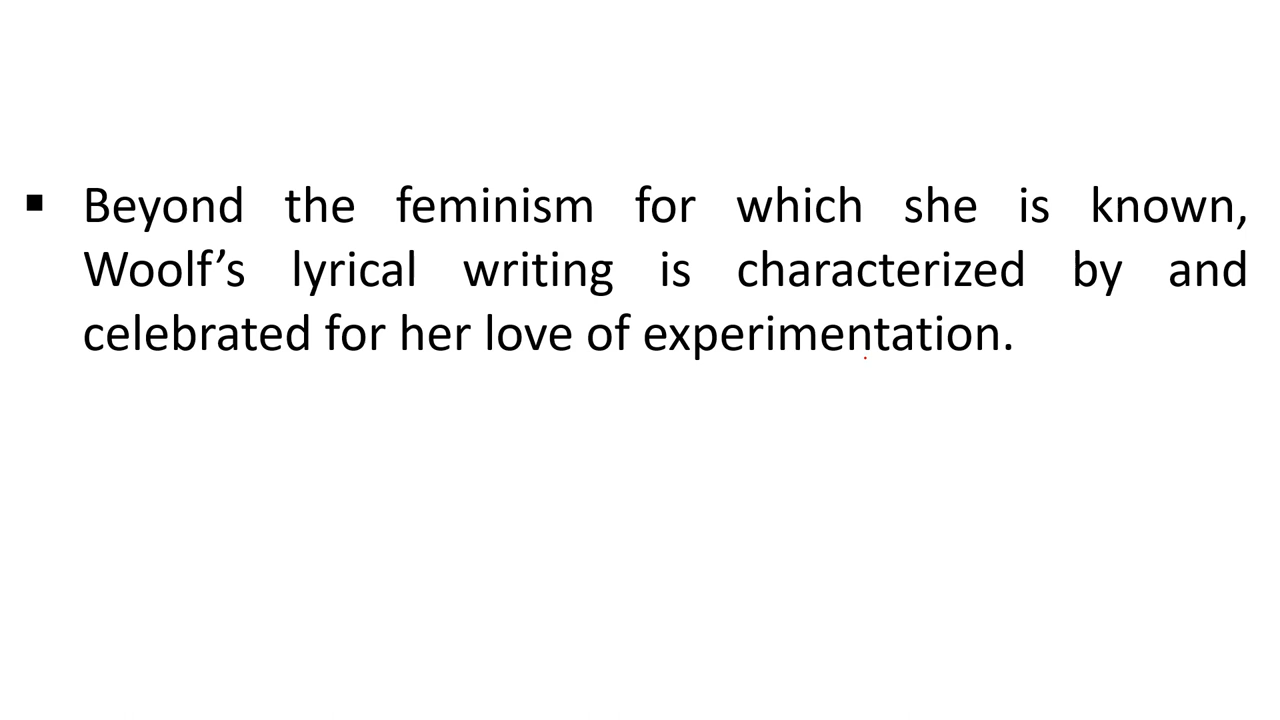 ▪ Beyond the feminism for which she is known,
Woolf’s lyrical writing is characterized by and
celebrated for her love of experimentation.